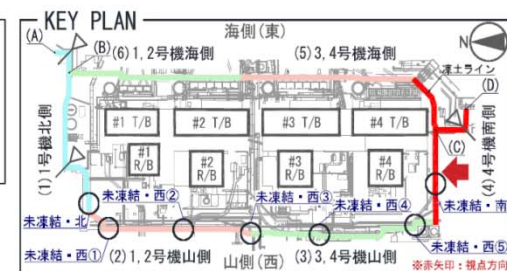 KEY PLAN
海側(東)
(A)
(B)
(6)1,2号機海側
(5)3,4号機海側
N
凍土ライン
(D)
#1 T/B
#2 T/B
#3 T/B
#4 T/B
(C)
(1)1号機北側
#1
R/B
#2
R/B
#3
R/B
#4
R/B
(4)4号機南側
未凍結・西②
未凍結・西③
未凍結・西④
未凍結・北
未凍結・南
未凍結・西①
(2)1,2号機山側
(3)3,4号機山側
未凍結・西⑤
山側(西)
※赤矢印:視点方向